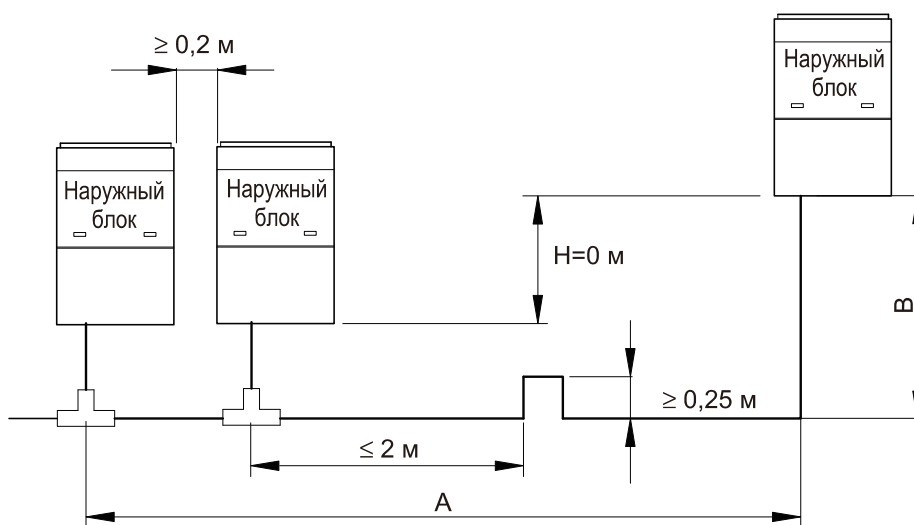 ≥ 0,2 м
Наружный
блок
Наружный
блок
Наружный
блок
H=0 м
B
≥ 0,25 м
≤ 2 м
A